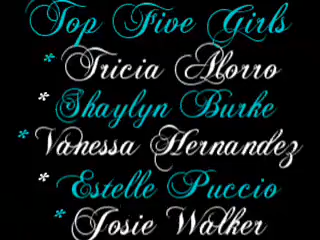 Top Five Girls
* Tricia Alorro
* Shaylyn Burke
* Vanessa Hernandez
* Estelle Puccio
* Josie Walker